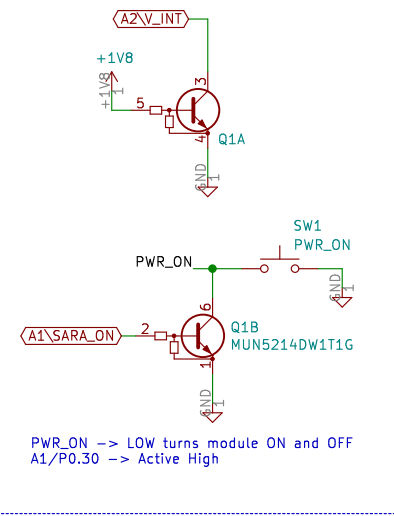 A2\V_INT
+1V8
+1V8
1
3
5
4
Q1A
GND
1
SW1
PWR_ON
PWR_ON
GND
1
6
A1\SARA_ON
2
Q1B
MUN5214DW1T1G
1
GND
1
PWR_ON -> LOW turns module ON and OFF
A1/P0.30 -> Active High